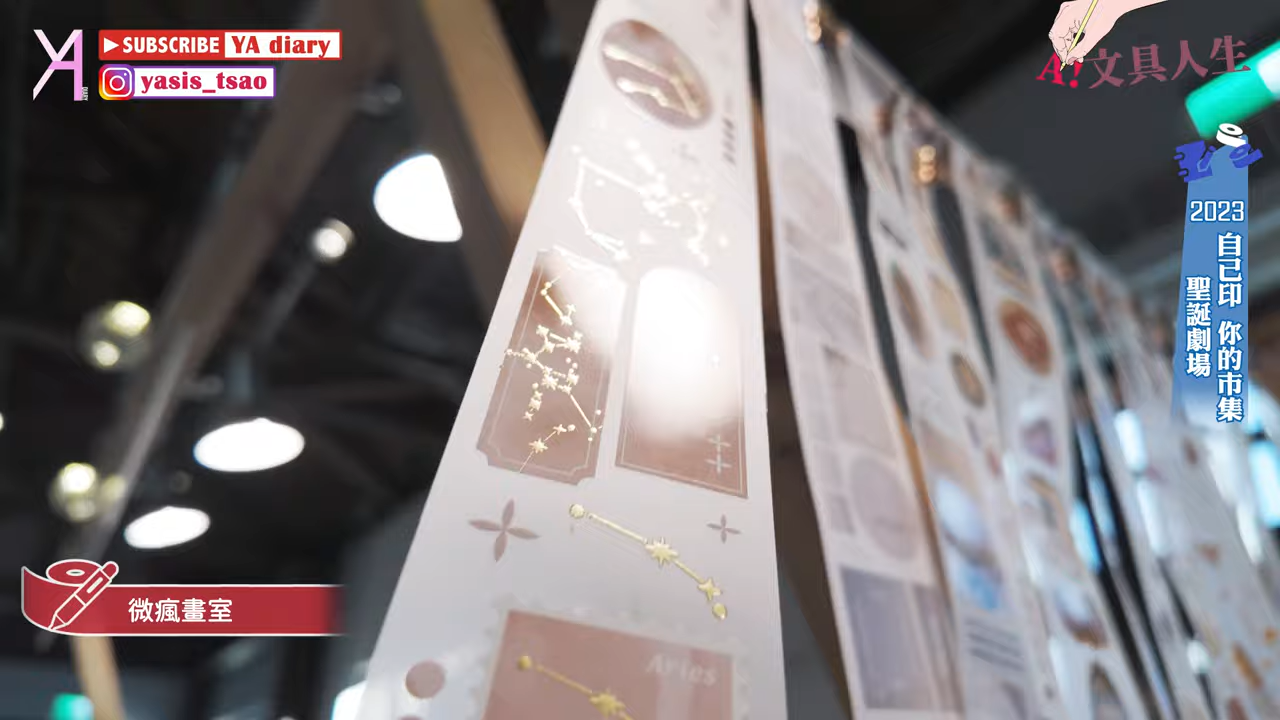 YA
SUBSCRIBE YA diary
yasis_tsao
A!文具人生
2023
自己印 你的市集
聖誕劇場
微瘋畫室
Aries